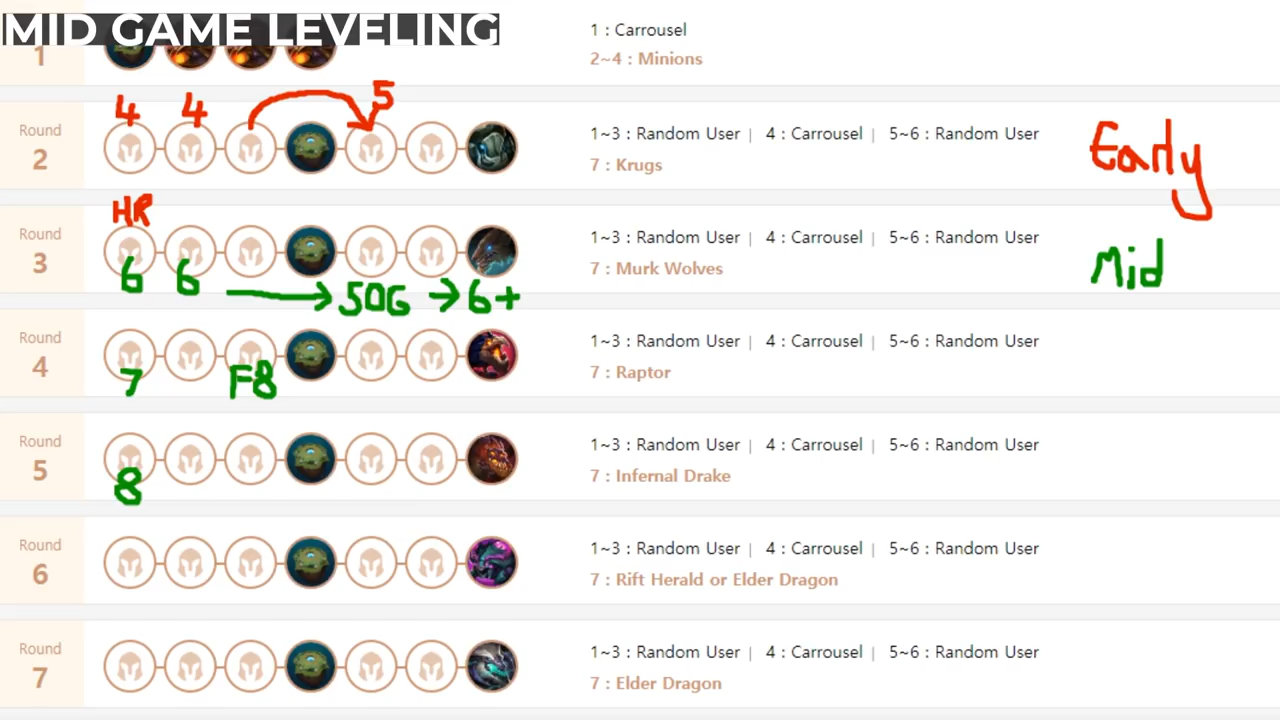 MID GAME LEVELING
1
1 : Carrousel
2~4 : Minions
4 4 5
Round
2
1~3 : Random User | 4 : Carrousel | 5~6 : Random User
7 : Krugs
Early
HR
Round
3
1~3 : Random User | 4 : Carrousel | 5~6 : Random User
7 : Murk Wolves
Mid
6 6 → 50G → 6+
Round
4
1~3 : Random User | 4 : Carrousel | 5~6 : Random User
7 : Raptor
7 F8
Round
5
1~3 : Random User | 4 : Carrousel | 5~6 : Random User
7 : Infernal Drake
8
Round
6
1~3 : Random User | 4 : Carrousel | 5~6 : Random User
7 : Rift Herald or Elder Dragon
Round
7
1~3 : Random User | 4 : Carrousel | 5~6 : Random User
7 : Elder Dragon